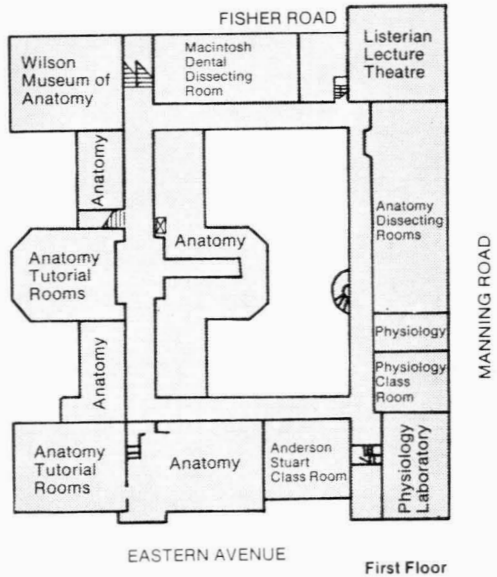 FISHER ROAD
Wilson
Museum of
Anatomy
Macintosh
Dental
Dissecting
Room
Listerian
Lecture
Theatre
Anatomy
Anatomy
Dissecting
Rooms
Anatomy
Anatomy
Tutorial
Rooms
MANNING ROAD
Physiology
Anatomy
Physiology
Class
Room
Anatomy
Tutorial
Rooms
Anatomy
Anderson
Stuart
Class Room
Physiology
Laboratory
EASTERN AVENUE
First Floor